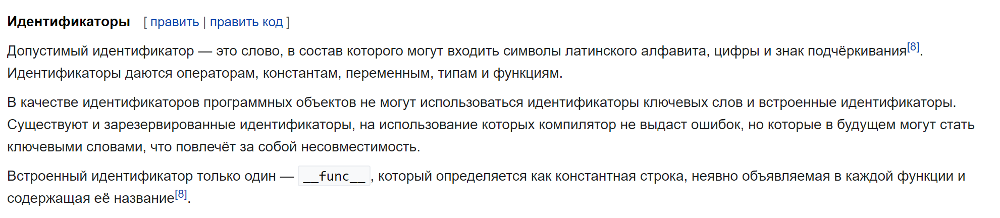 Идентификаторы [ править | править код ]
Допустимый идентификатор — это слово, в состав которого могут входить символы латинского алфавита, цифры и знак подчёркивания[8].
Идентификаторы даются операторам, константам, переменным, типам и функциям.
В качестве идентификаторов программных объектов не могут использоваться идентификаторы ключевых слов и встроенные идентификаторы.
Существуют и зарезервированные идентификаторы, на использование которых компилятор не выдаст ошибок, но которые в будущем могут стать
ключевыми словами, что повлечёт за собой несовместимость.
Встроенный идентификатор только один — __func__, который определяется как константная строка, неявно объявляемая в каждой функции и
содержащая её название[8].